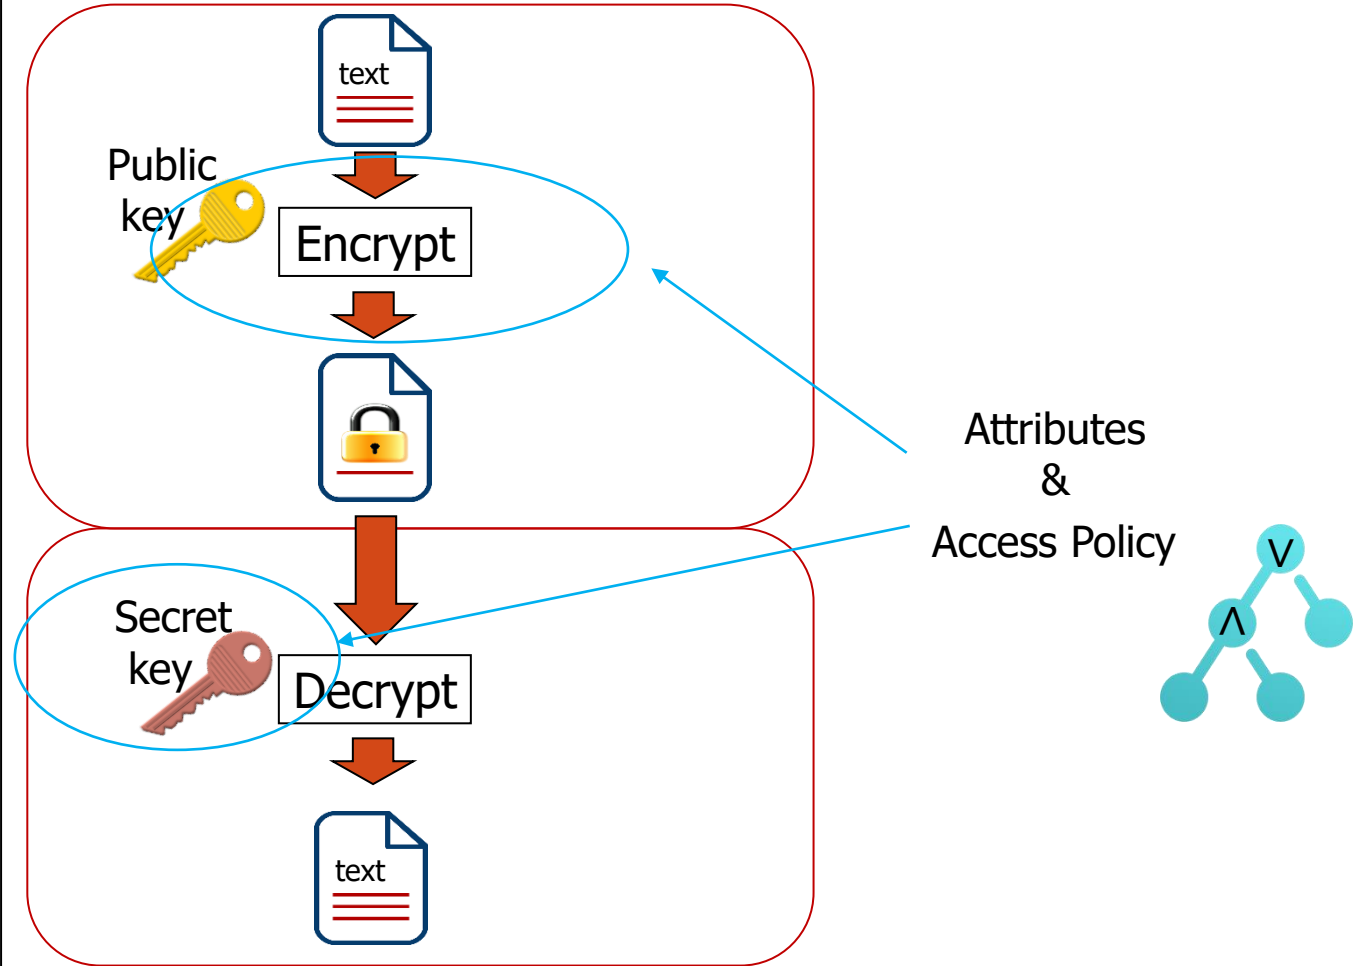 text
Public
key
Encrypt
Attributes
&
Access Policy
V
Λ
Secret
key
Decrypt
text